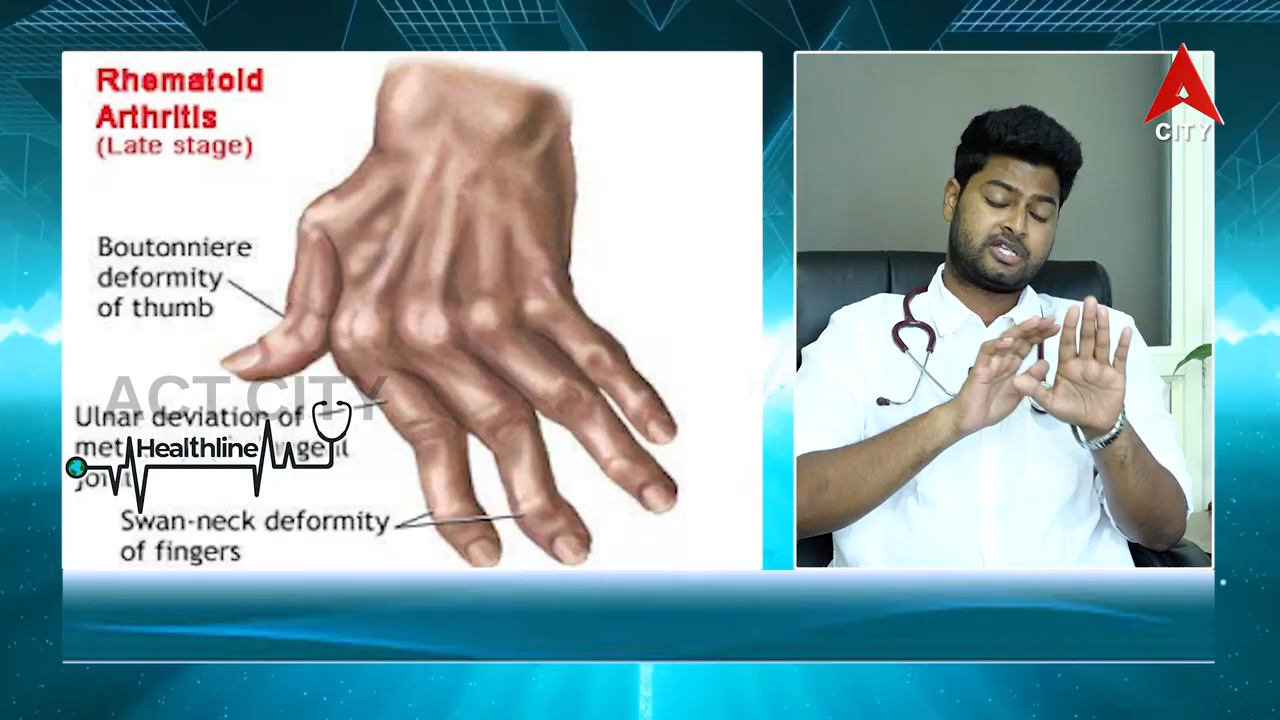 Rhematoid
Arthritis
(Late stage)
Boutonniere
deformity
of thumb
ACT CITY
Ulnar deviation of
Healthline
Swan-neck deformity
of fingers
CITY